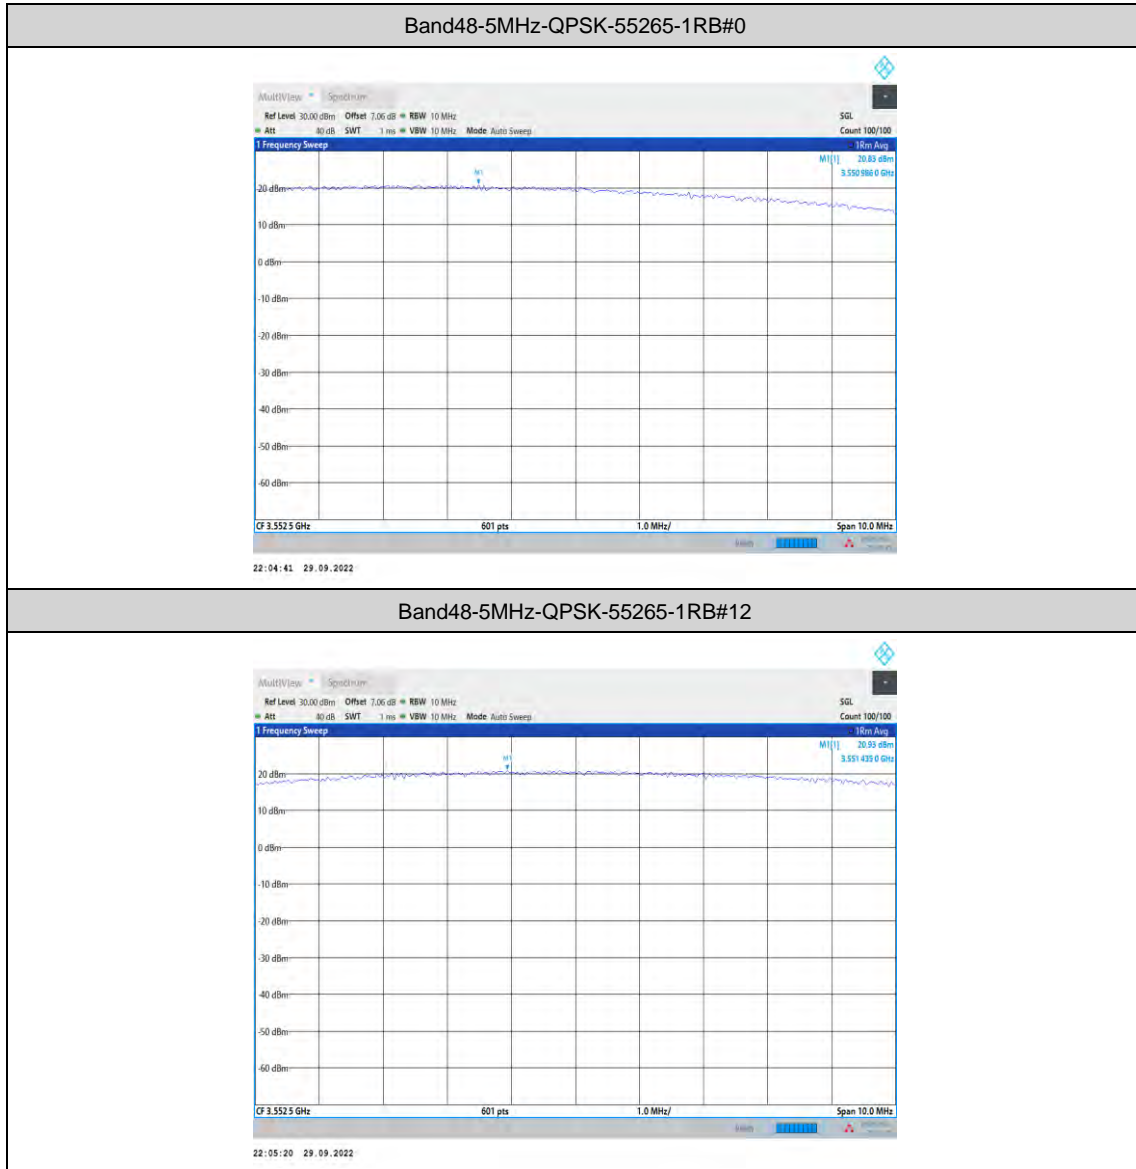 Band48-5MHz-QPSK-55265-1RB#0
MultiView Spectrum
Ref Level 30.00 dBm Offset 7.06 dB RBW 10 MHz SGL
Att 40 dB SWT 1 ms VBW 10 MHz Mode Auto Sweep Count 100/100
1 Frequency Sweep 1Rm Avg
M1[1] 20.83 dBm
3.550 986 0 GHz
M1
20 dBm
10 dBm
0 dBm
-10 dBm
-20 dBm
-30 dBm
-40 dBm
-50 dBm
-60 dBm
CF 3.552 5 GHz 601 pts 1.0 MHz/ Span 10.0 MHz
22:04:41 29.09.2022
Band48-5MHz-QPSK-55265-1RB#12
MultiView Spectrum
Ref Level 30.00 dBm Offset 7.06 dB RBW 10 MHz SGL
Att 40 dB SWT 1 ms VBW 10 MHz Mode Auto Sweep Count 100/100
1 Frequency Sweep 1Rm Avg
M1[1] 20.93 dBm
3.551 435 0 GHz
M1
20 dBm
10 dBm
0 dBm
-10 dBm
-20 dBm
-30 dBm
-40 dBm
-50 dBm
-60 dBm
CF 3.552 5 GHz 601 pts 1.0 MHz/ Span 10.0 MHz
22:05:20 29.09.2022